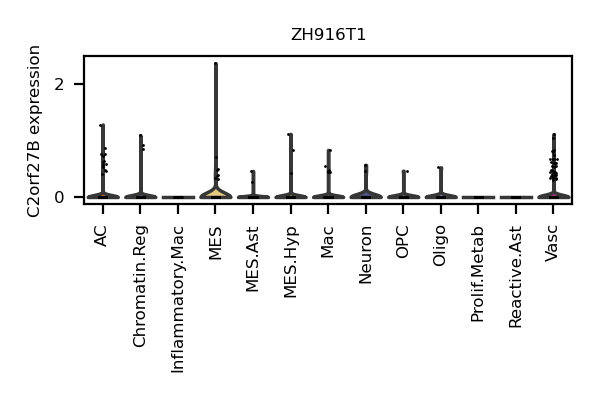 ZH916T1
C2orf27B expression
2
0
AC
Chromatin.Reg
Inflammatory.Mac
MES
MES.Ast
MES.Hyp
Mac
Neuron
OPC
Oligo
Prolif.Metab
Reactive.Ast
Vasc